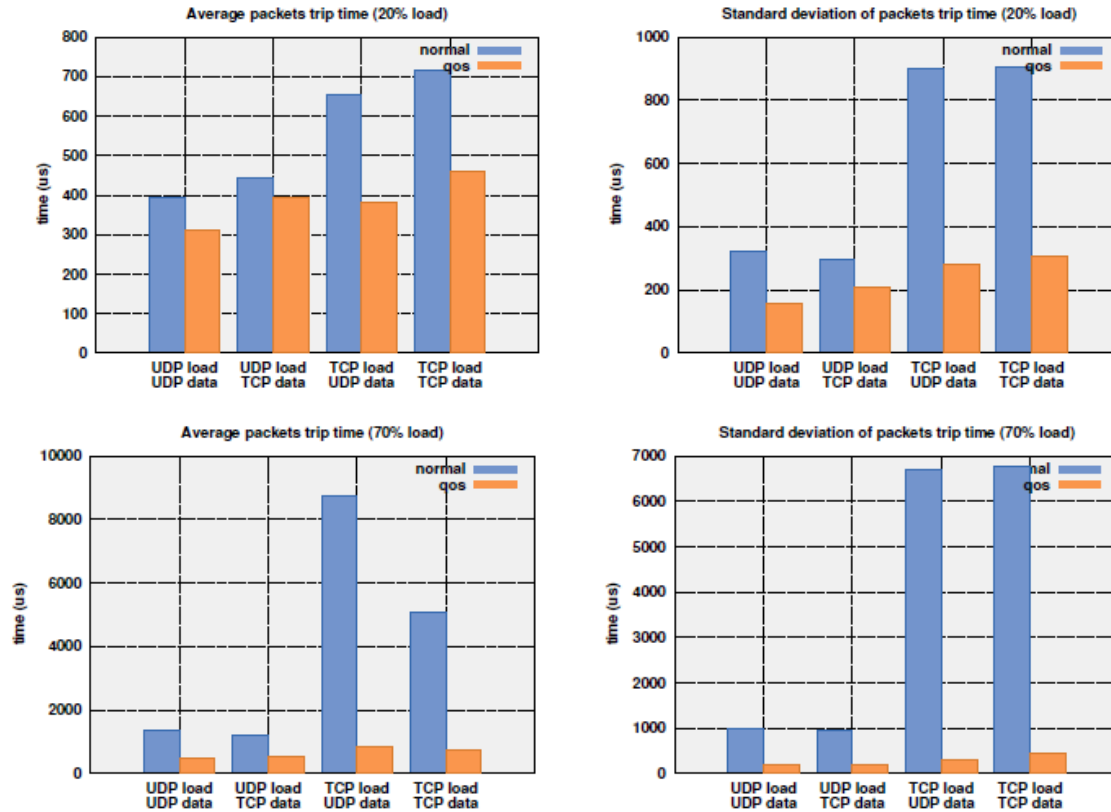 Average packets trip time (20% load)
800
700
600
500
400
300
200
100
0
time (us)
normal
qos
UDP load UDP load TCP load TCP load
UDP data TCP data UDP data TCP data
Standard deviation of packets trip time (20% load)
1000
800
600
400
200
0
time (us)
normal
qos
UDP load UDP load TCP load TCP load
UDP data TCP data UDP data TCP data
Average packets trip time (70% load)
10000
8000
6000
4000
2000
0
time (us)
normal
qos
UDP load UDP load TCP load TCP load
UDP data TCP data UDP data TCP data
Standard deviation of packets trip time (70% load)
7000
6000
5000
4000
3000
2000
1000
0
time (us)
mal
qos
UDP load UDP load TCP load TCP load
UDP data TCP data UDP data TCP data